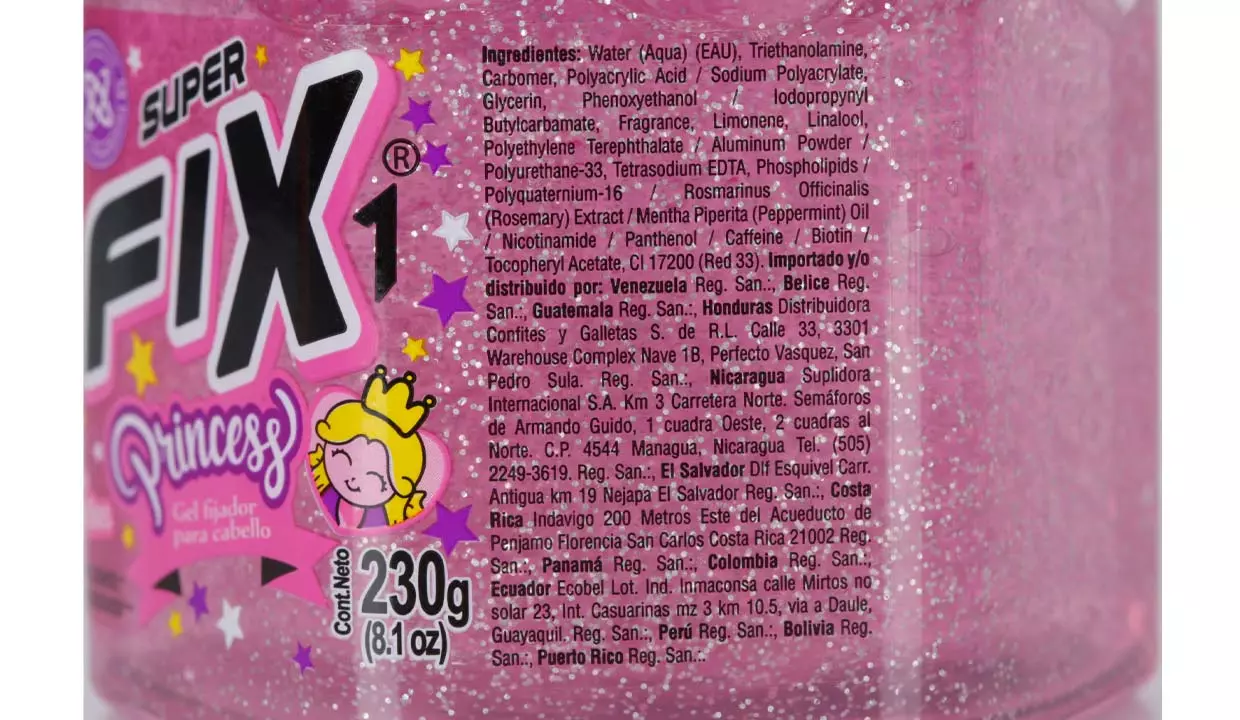 SUPER
FIX®
1
Princess
Gel fijador
para cabello
Cont.Neto
230g
(8.1 oz)
Ingredientes: Water (Aqua) (EAU), Triethanolamine,
Carbomer, Polyacrylic Acid / Sodium Polyacrylate,
Glycerin, Phenoxyethanol / Iodopropynyl
Butylcarbamate, Fragrance, Limonene, Linalool,
Polyethylene Terephthalate / Aluminum Powder /
Polyurethane-33, Tetrasodium EDTA, Phospholipids /
Polyquaternium-16 / Rosmarinus Officinalis
(Rosemary) Extract / Mentha Piperita (Peppermint) Oil
/ Nicotinamide / Panthenol / Caffeine / Biotin /
Tocopheryl Acetate, CI 17200 (Red 33). Importado y/o
distribuido por: Venezuela Reg. San.:, Belice Reg.
San.:, Guatemala Reg. San.:, Honduras Distribuidora
Confites y Galletas S. de R.L. Calle 33, 3301
Warehouse Complex Nave 1B, Perfecto Vasquez, San
Pedro Sula. Reg. San.:, Nicaragua Suplidora
Internacional S.A. Km 3 Carretera Norte. Semáforos
de Armando Guido, 1 cuadra Oeste, 2 cuadras al
Norte. C.P. 4544 Managua, Nicaragua Tel. (505)
2249-3619. Reg. San.:, El Salvador Dlf Esquivel Carr.
Antigua km 19 Nejapa El Salvador Reg. San.:, Costa
Rica Indavigo 200 Metros Este del Acueducto de
Penjamo Florencia San Carlos Costa Rica 21002 Reg.
San.:, Panamá Reg. San.:, Colombia Reg. San.:,
Ecuador Ecobel Lot. Ind. Inmaconsa calle Mirtos no
solar 23, Int. Casuarinas mz 3 km 10.5, via a Daule,
Guayaquil. Reg. San.:, Perú Reg. San.:, Bolivia Reg.
San.:, Puerto Rico Reg. San.:.